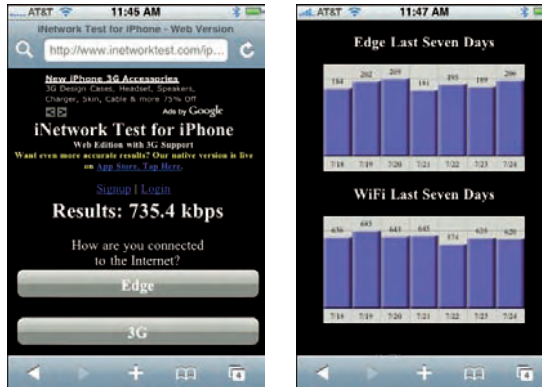 AT&T 11:45 AM
iNetwork Test for iPhone - Web Version
http://www.inetworktest.com/ip...
New iPhone 3G Accessories
3G Design Cases, Headset, Speakers,
Charger, Skin, Cable & more 75% Off
Ads by Google
iNetwork Test for iPhone
Web Edition with 3G Support
Want even more accurate results? Our native version is live
on App Store, Tap Here.
Signup | Login
Results: 735.4 kbps
How are you connected
to the Internet?
Edge
3G
4
AT&T 11:47 AM
Edge Last Seven Days
184 202 209 181 195 189 206
7/18 7/19 7/20 7/21 7/22 7/23 7/24
WiFi Last Seven Days
636 693 643 645 574 626 620
7/18 7/19 7/20 7/21 7/22 7/23 7/24
4